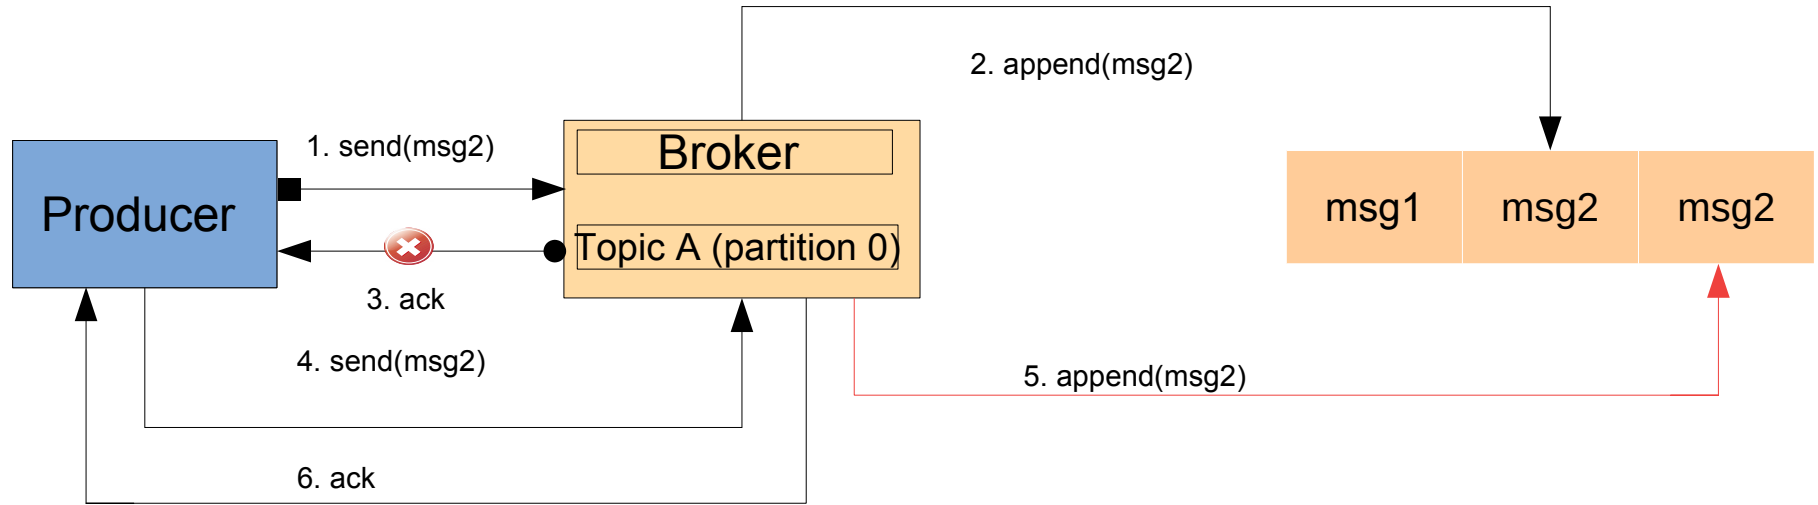 2. append(msg2)
1. send(msg2)
Broker
Producer
msg1
msg2
msg2
Topic A (partition 0)
3. ack
4. send(msg2)
5. append(msg2)
6. ack